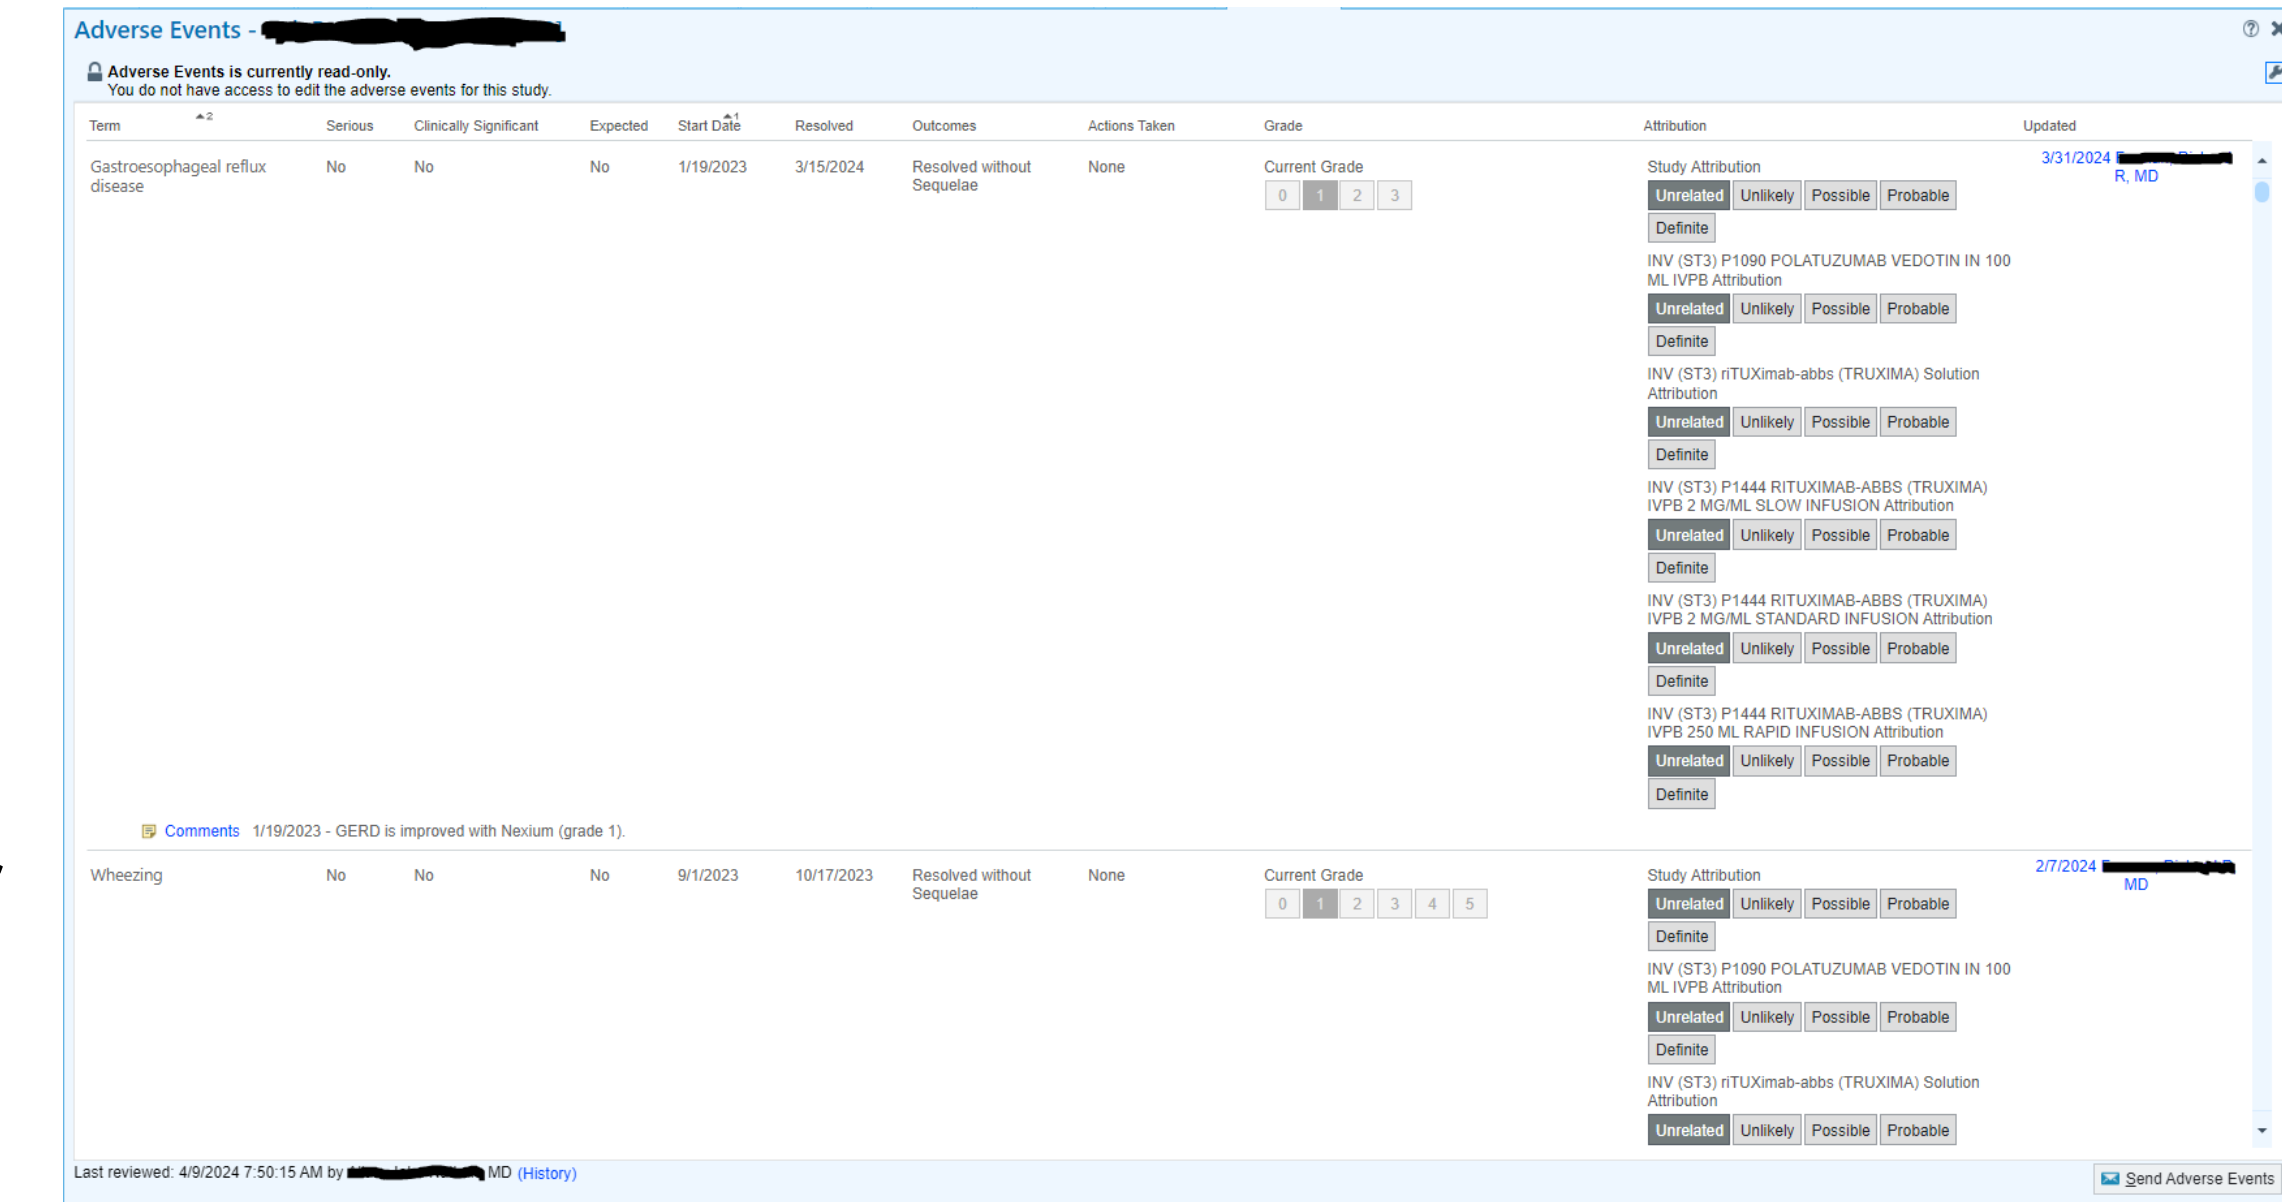 Adverse Events -
Adverse Events is currently read-only.
You do not have access to edit the adverse events for this study.
Term 2 Serious Clinically Significant Expected Start Date 1 Resolved Outcomes Actions Taken Grade Attribution Updated
Gastroesophageal reflux disease
No No No 1/19/2023 3/15/2024
Resolved without
Sequelae
None
Current Grade
0 1 2 3
Study Attribution
Unrelated Unlikely Possible Probable
Definite
INV (ST3) P1090 POLATUZUMAB VEDOTIN IN 100
ML IVPB Attribution
Unrelated Unlikely Possible Probable
Definite
INV (ST3) riTUXimab-abbs (TRUXIMA) Solution
Attribution
Unrelated Unlikely Possible Probable
Definite
INV (ST3) P1444 RITUXIMAB-ABBS (TRUXIMA)
IVPB 2 MG/ML SLOW INFUSION Attribution
Unrelated Unlikely Possible Probable
Definite
INV (ST3) P1444 RITUXIMAB-ABBS (TRUXIMA)
IVPB 2 MG/ML STANDARD INFUSION Attribution
Unrelated Unlikely Possible Probable
Definite
INV (ST3) P1444 RITUXIMAB-ABBS (TRUXIMA)
IVPB 250 ML RAPID INFUSION Attribution
Unrelated Unlikely Possible Probable
Definite
3/31/2024
R, MD
Comments 1/19/2023 - GERD is improved with Nexium (grade 1).
Wheezing No No No 9/1/2023 10/17/2023
Resolved without
Sequelae
None
Current Grade
0 1 2 3 4 5
Study Attribution
Unrelated Unlikely Possible Probable
Definite
INV (ST3) P1090 POLATUZUMAB VEDOTIN IN 100
ML IVPB Attribution
Unrelated Unlikely Possible Probable
Definite
INV (ST3) riTUXimab-abbs (TRUXIMA) Solution
Attribution
Unrelated Unlikely Possible Probable
2/7/2024
MD
Last reviewed: 4/9/2024 7:50:15 AM by MD (History)
Send Adverse Events